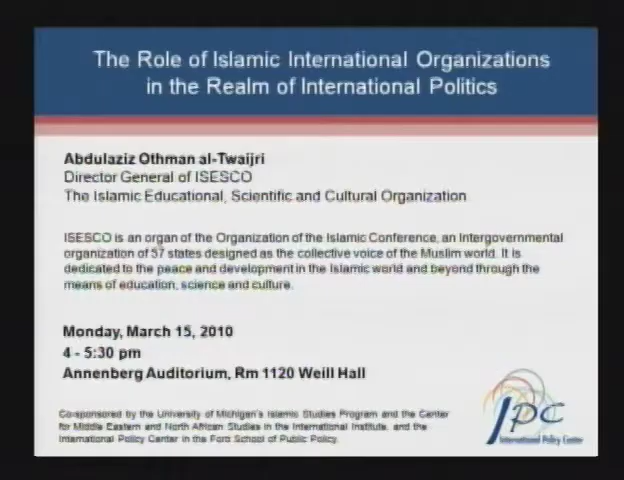 The Role of Islamic International Organizations
in the Realm of International Politics
Abdulaziz Othman al-Twaijri
Director General of ISESCO
The Islamic Educational, Scientific and Cultural Organization
ISESCO is an organ of the Organization of the Islamic Conference, an Intergovernmental
organization of 57 states designed as the collective voice of the Muslim world. It is
dedicated to the peace and development in the Islamic world and beyond through the
means of education, science and culture.
Monday, March 15, 2010
4 - 5:30 pm
Annenberg Auditorium, Rm 1120 Weill Hall
Co-sponsored by the University of Michigan's Islamic Studies Program and the Center
for Middle Eastern and North African Studies in the International Institute, and the
International Policy Center in the Ford School of Public Policy.
IPC
International Policy Center